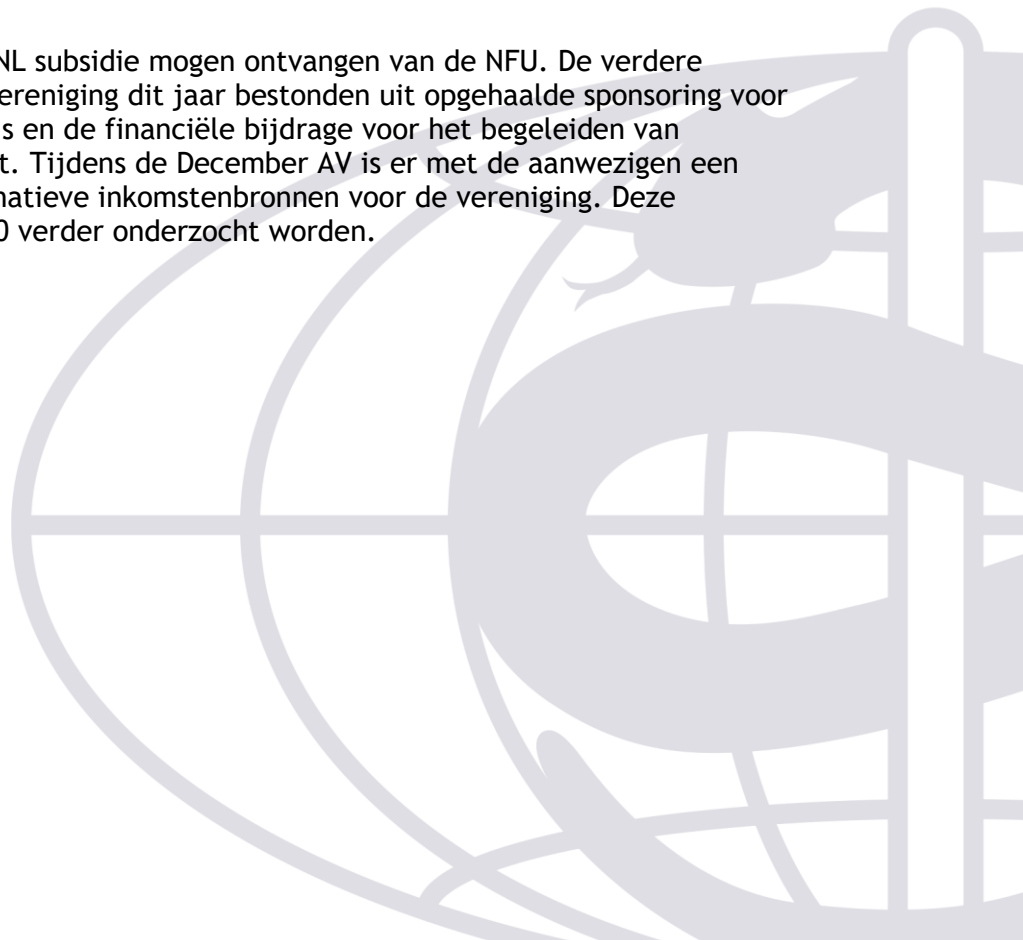 NL subsidie mogen ontvangen van de NFU. De verdere
ereniging dit jaar bestonden uit opgehaalde sponsoring voor
s en de financiële bijdrage voor het begeleiden van
t. Tijdens de December AV is er met de aanwezigen een
natieve inkomstenbronnen voor de vereniging. Deze
0 verder onderzocht worden.